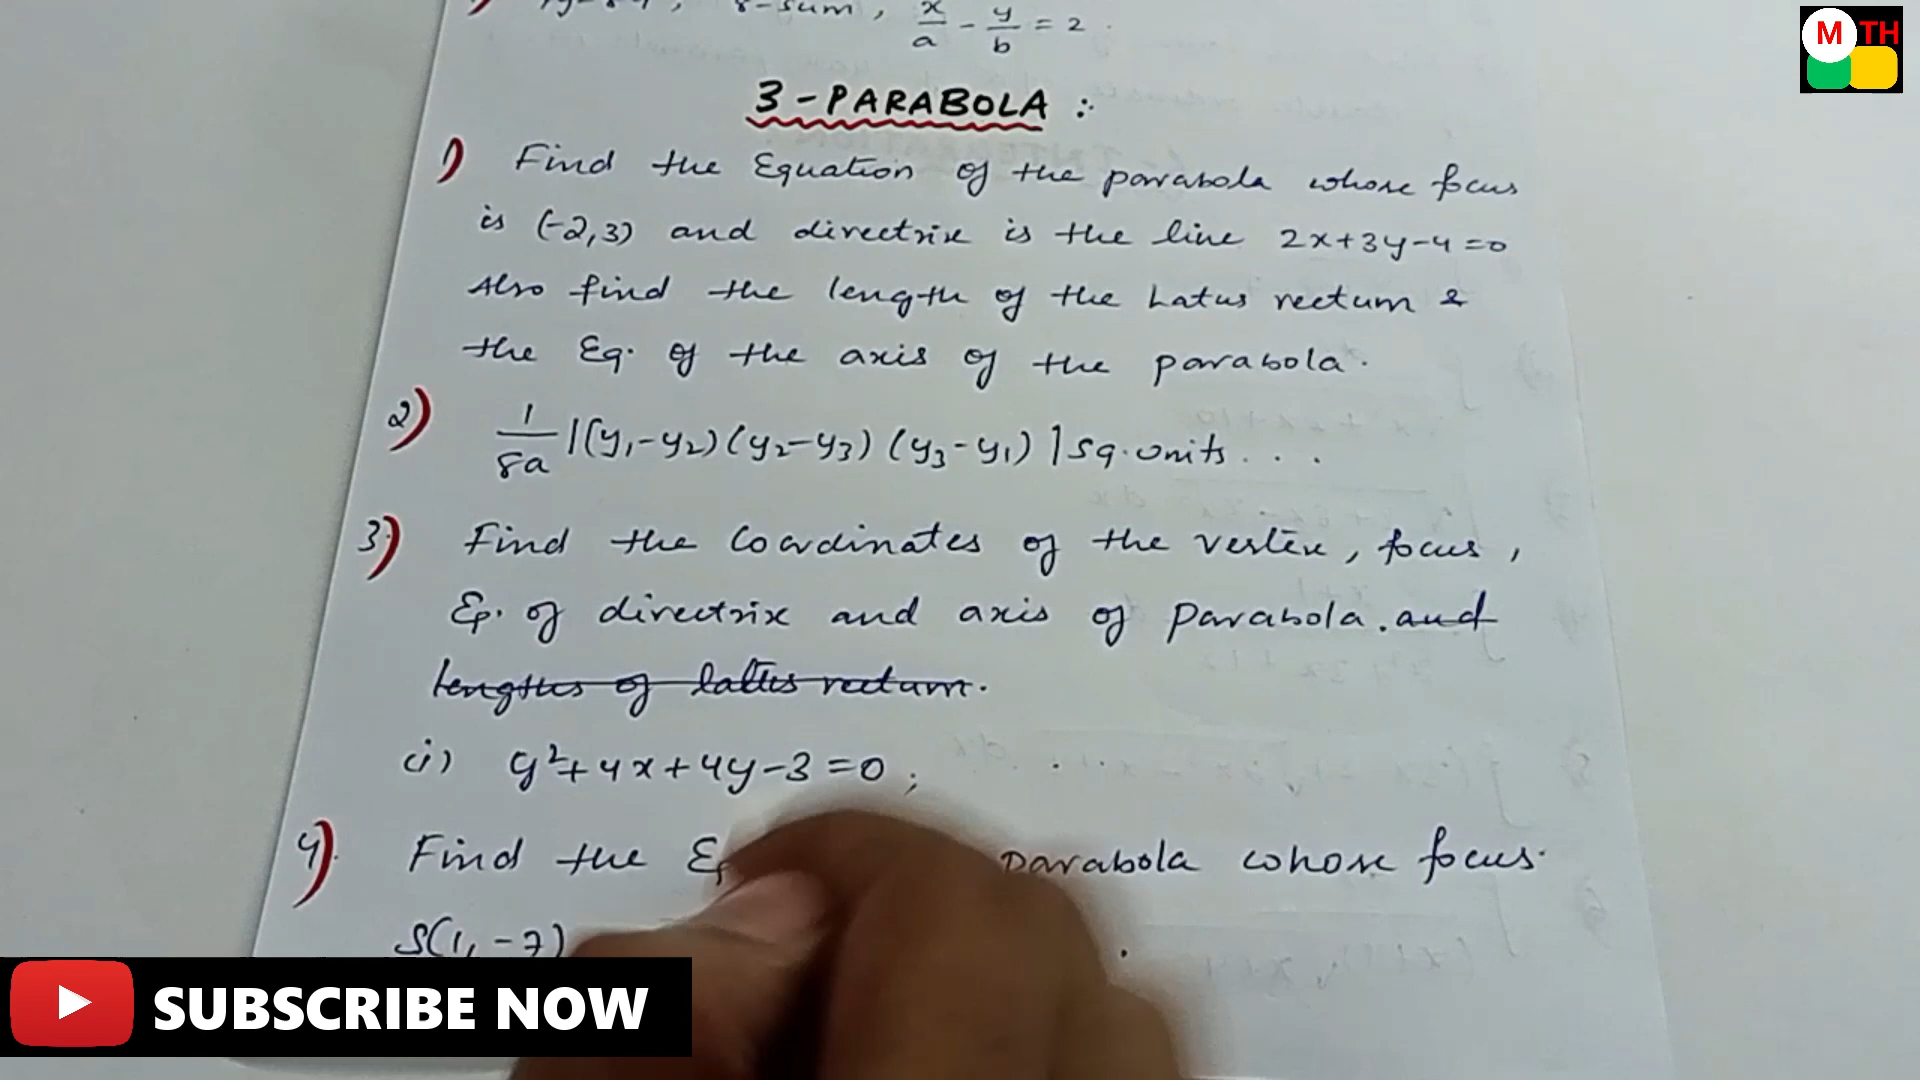 8-sum, x/a - y/b = 2.
M TH
3-PARABOLA :
1) Find the Equation of the parabola whose focus
is (-2,3) and directrix is the line 2x+3y-4=0
Also find the length of the Latus rectum &
the Eq. of the axis of the parabola.
2) 1/8a |(y₁-y₂)(y₂-y₃)(y₃-y₁)| sq.units...
3) Find the Coordinates of the vertex, focus,
Eq. of directrix and axis of parabola. and
lengths of lattus rectum.
(i) y²+4x+4y-3=0;
4) Find the parabola whose focus.
S(1,-7)
SUBSCRIBE NOW